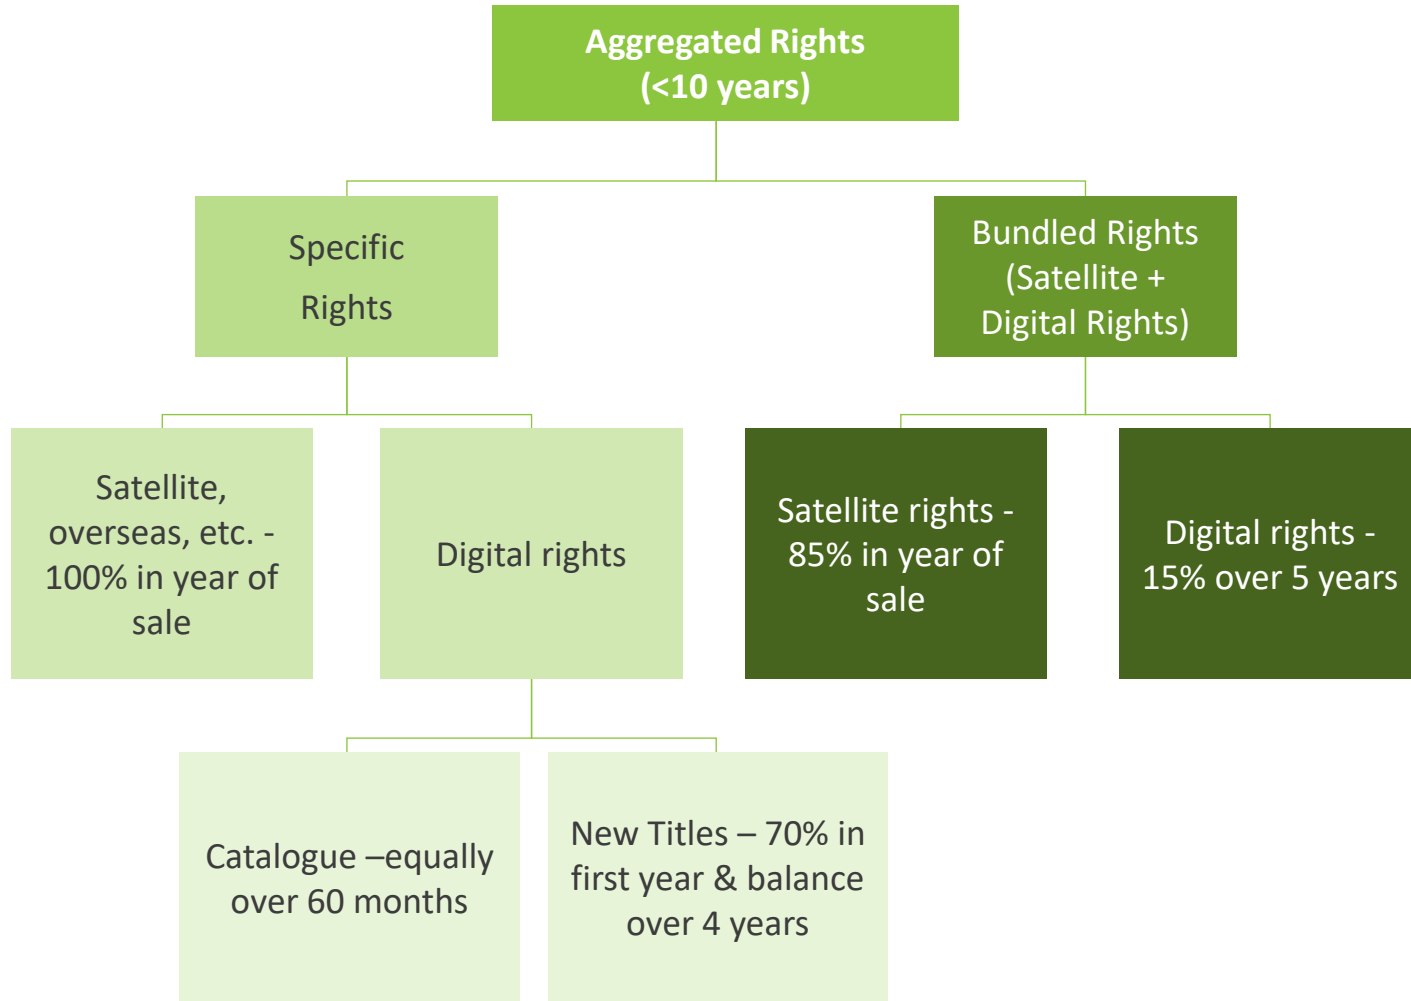 Aggregated Rights
(<10 years)
Specific
Rights
Bundled Rights
(Satellite +
Digital Rights)
Satellite,
overseas, etc. -
100% in year of
sale
Digital rights
Satellite rights -
85% in year of
sale
Digital rights -
15% over 5 years
Catalogue –equally
over 60 months
New Titles – 70% in
first year & balance
over 4 years